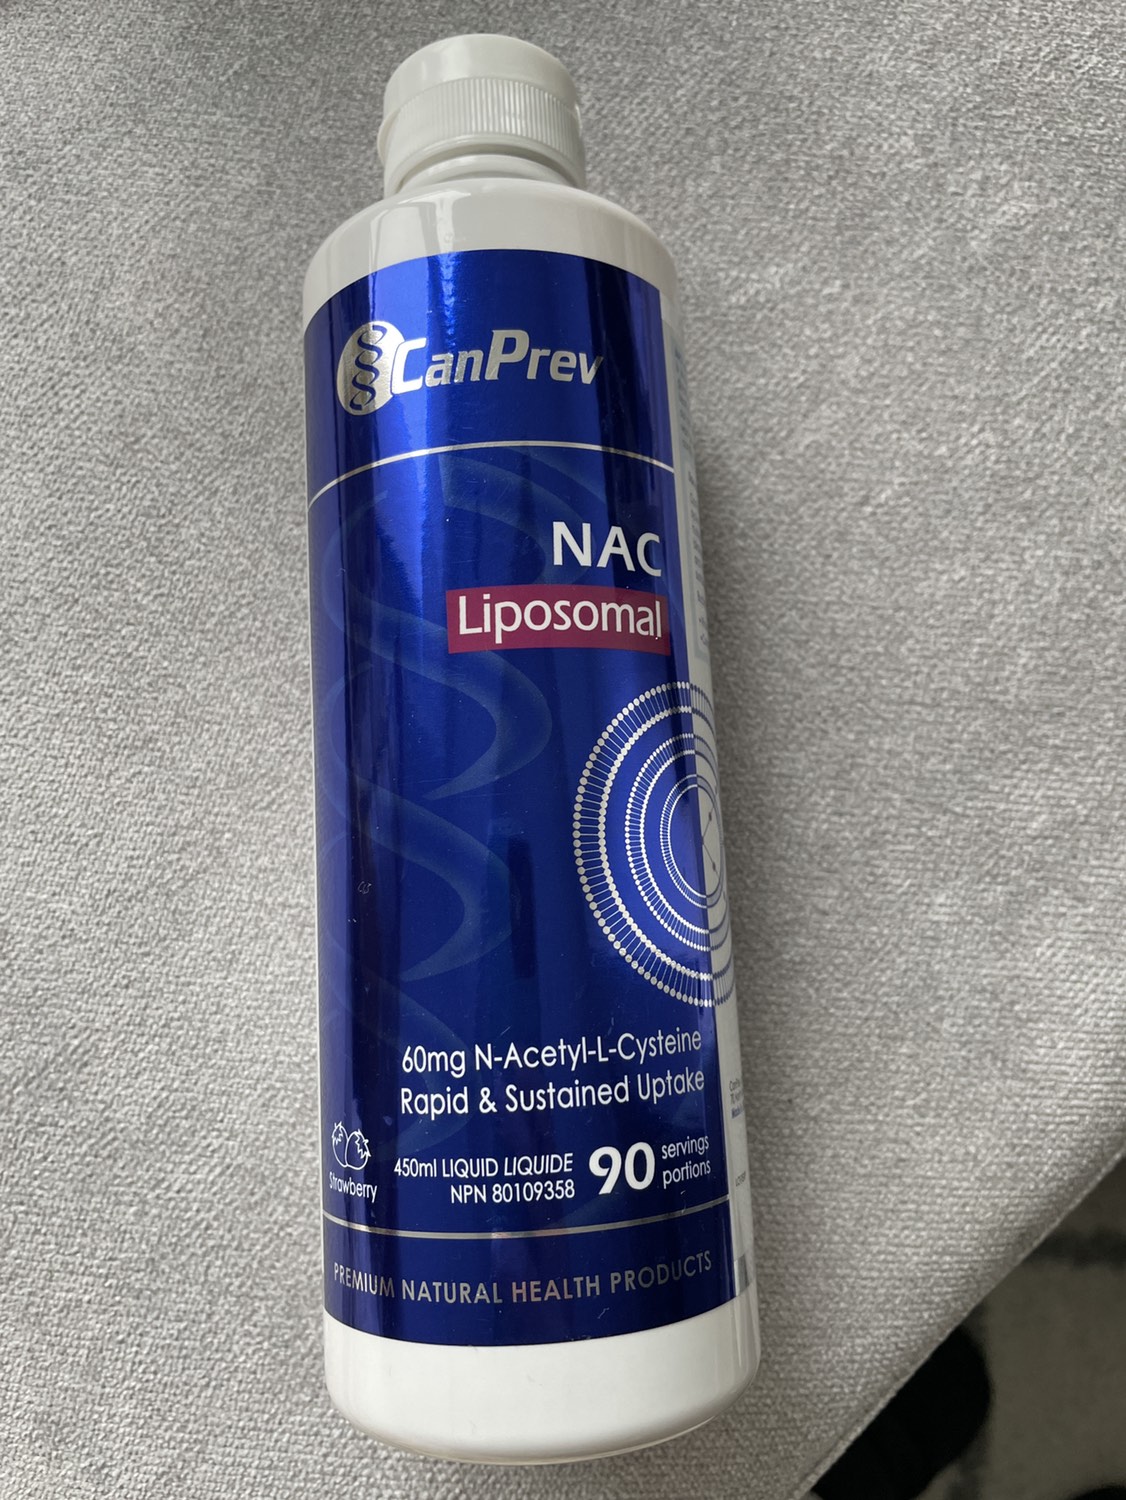 CanPrev
NAC
Liposomal
60mg N-Acetyl-L-Cysteine
Rapid & Sustained Uptake
Strawberry
450ml LIQUID LIQUIDE
NPN 80109358
90 servings
portions
PREMIUM NATURAL HEALTH PRODUCTS